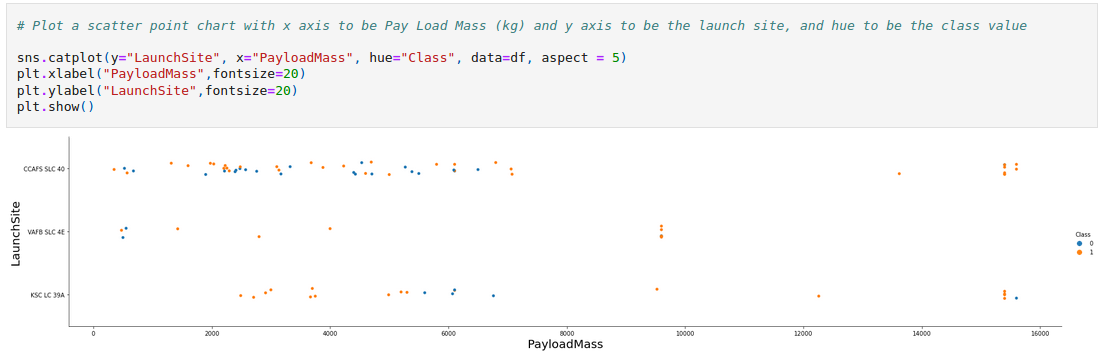 # Plot a scatter point chart with x axis to be Pay Load Mass (kg) and y axis to be the launch site, and hue to be the class value
sns.catplot(y="LaunchSite", x="PayloadMass", hue="Class", data=df, aspect = 5)
plt.xlabel("PayloadMass",fontsize=20)
plt.ylabel("LaunchSite",fontsize=20)
plt.show()
CCAFS SLC 40
VAFB SLC 4E
KSC LC 39A
LaunchSite
Class
0
1
0 2000 4000 6000 8000 10000 12000 14000 16000
PayloadMass